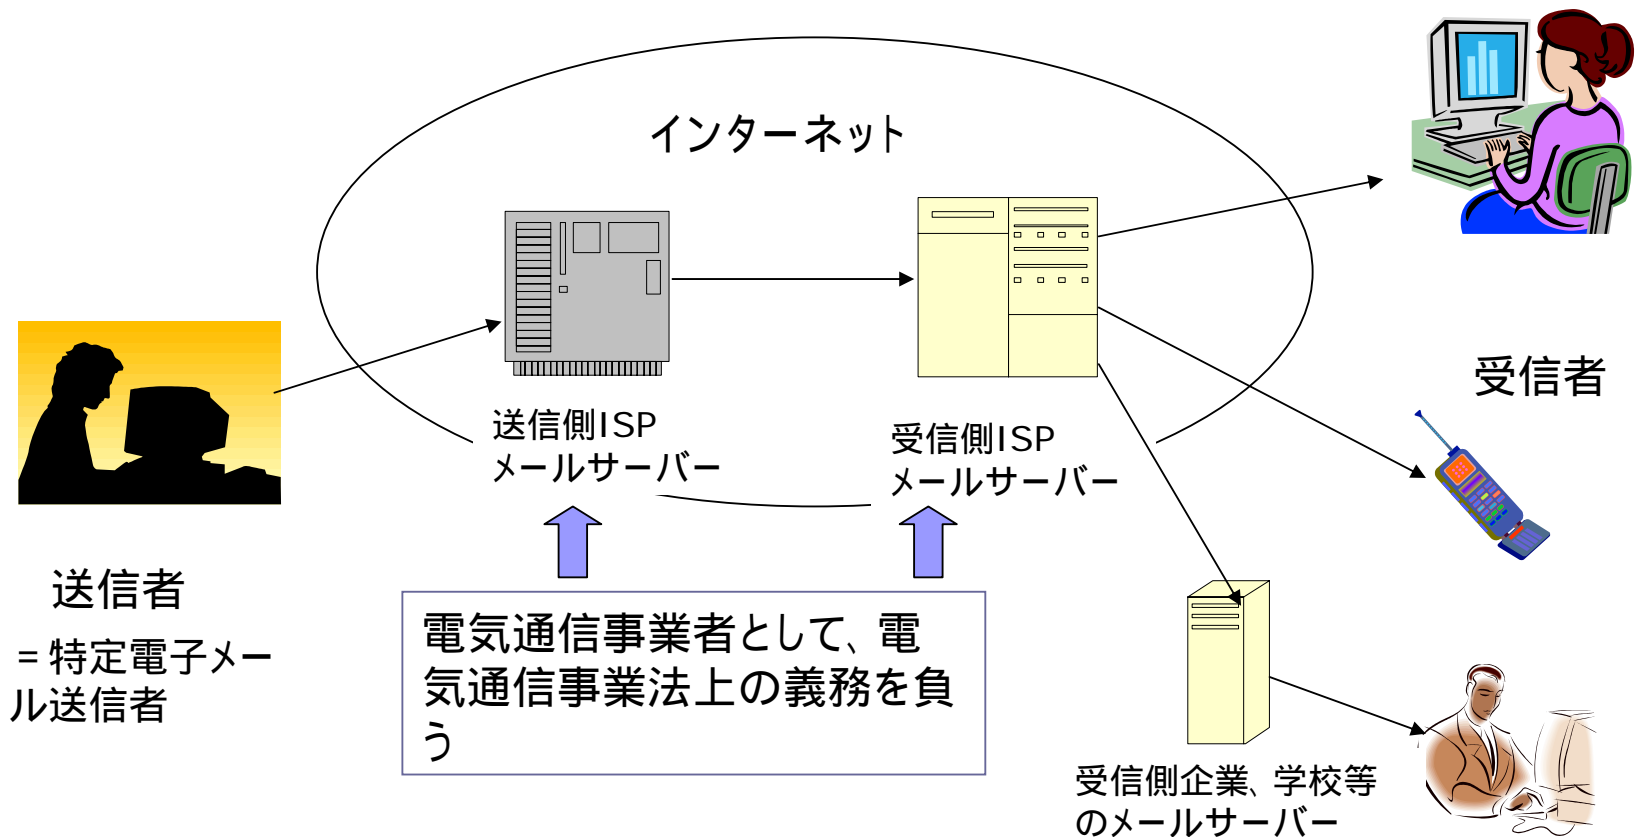 インターネット
送信側ISP
メールサーバー
受信側ISP
メールサーバー
受信者
送信者
=特定電子メー
ル送信者
電気通信事業者として、電
気通信事業法上の義務を負
う
受信側企業、学校等
のメールサーバー